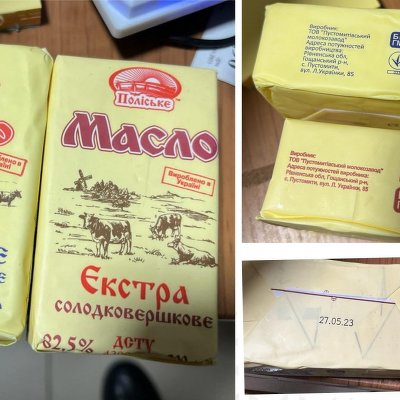 Поліське
Масло
Вироблено в
Україні
Екстра
солодковершкове
82,5% ДСТУ
Виробник:
ТОВ "Пустомитівський
молокозавод"
Адреса потужностей
виробництва:
Рівненська обл,
Гощанський р-н,
с. Пустомити,
вул. Л.Українки, 85
Виробник:
ТОВ "Пустомитівський молокозавод"
Адреса потужностей виробника:
Рівненська обл, Гощанський р-н,
с. Пустомити, вул. Л. Українки, 85
27.05.23